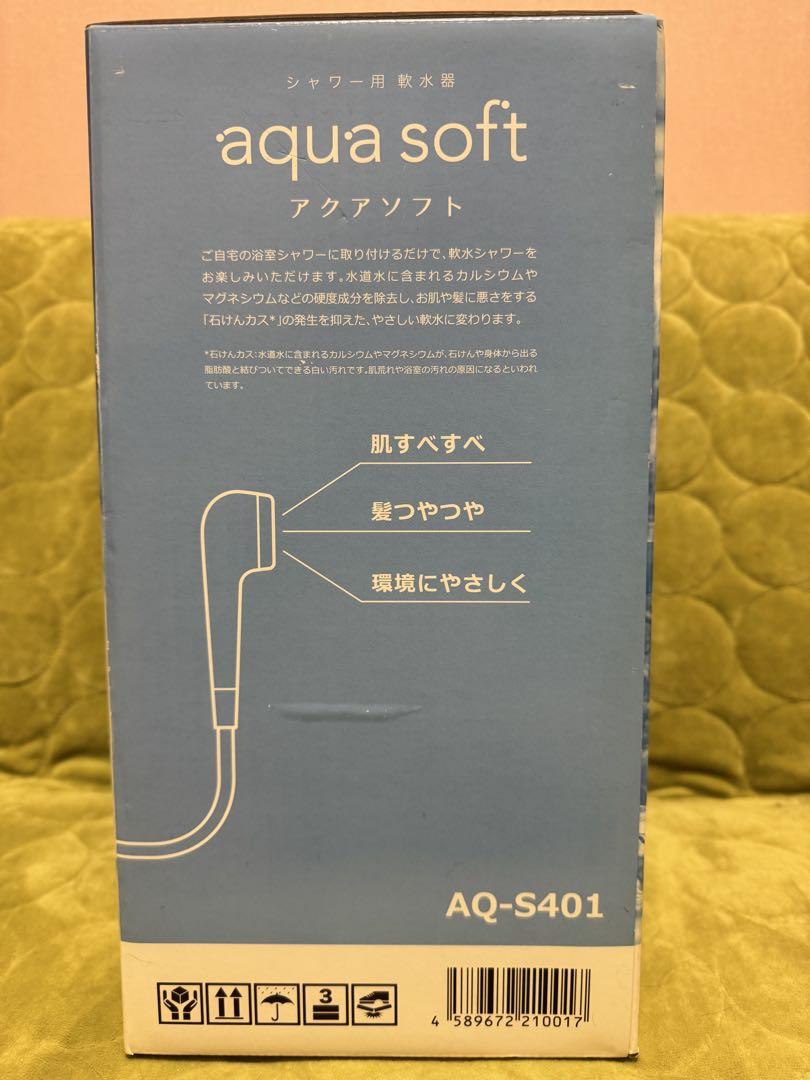 シャワー用 軟水器
aqua soft
アクアソフト
ご自宅の浴室シャワーに取り付けるだけで、軟水シャワーを
お楽しみいただけます。水道水に含まれるカルシウムや
マグネシウムなどの硬度成分を除去し、お肌や髪に悪さをする
「石けんカス*」の発生を抑えた、やさしい軟水に変わります。
*石けんカス:水道水に含まれるカルシウムやマグネシウムが、石けんや身体から出る
脂肪酸と結びついてできる白い汚れです。肌荒れや浴室の汚れの原因になるといわれ
ています。
肌すべすべ
髪つやつや
環境にやさしく
AQ-S401
3
4 589672 210017